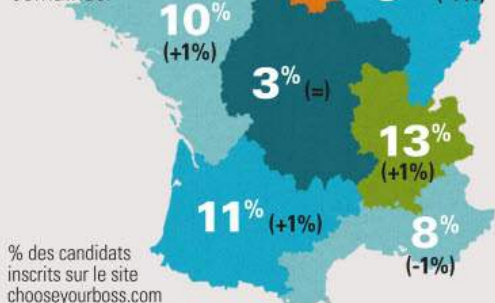 10%
(+1%)
3% (=)
13%
(+1%)
11% (+1%)
8%
(-1%)
% des candidats
inscrits sur le site
chooseyourboss.com